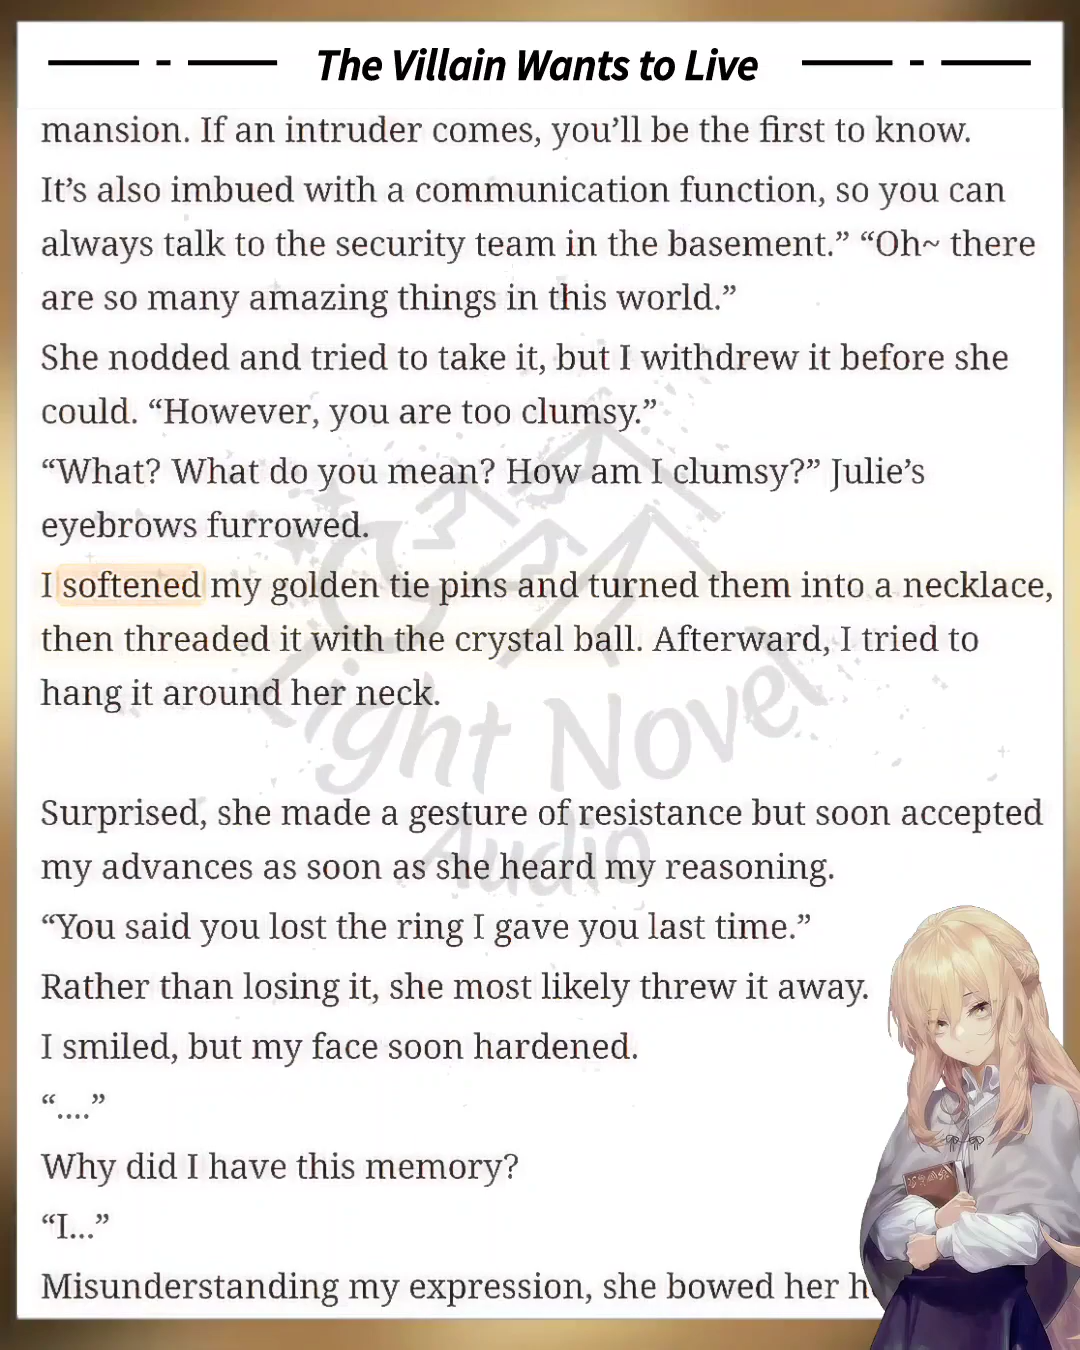 The Villain Wants to Live
mansion. If an intruder comes, you’ll be the first to know.
It’s also imbued with a communication function, so you can
always talk to the security team in the basement.” “Oh~ there
are so many amazing things in this world.”
She nodded and tried to take it, but I withdrew it before she
could. “However, you are too clumsy.”
“What? What do you mean? How am I clumsy?” Julie’s
eyebrows furrowed.
I softened my golden tie pins and turned them into a necklace,
then threaded it with the crystal ball. Afterward, I tried to
hang it around her neck.
Light Novel
Surprised, she made a gesture of resistance but soon accepted
my advances as soon as she heard my reasoning.
Audio
“You said you lost the ring I gave you last time.”
Rather than losing it, she most likely threw it away.
I smiled, but my face soon hardened.
“....”
Why did I have this memory?
“I...”
Misunderstanding my expression, she bowed her h